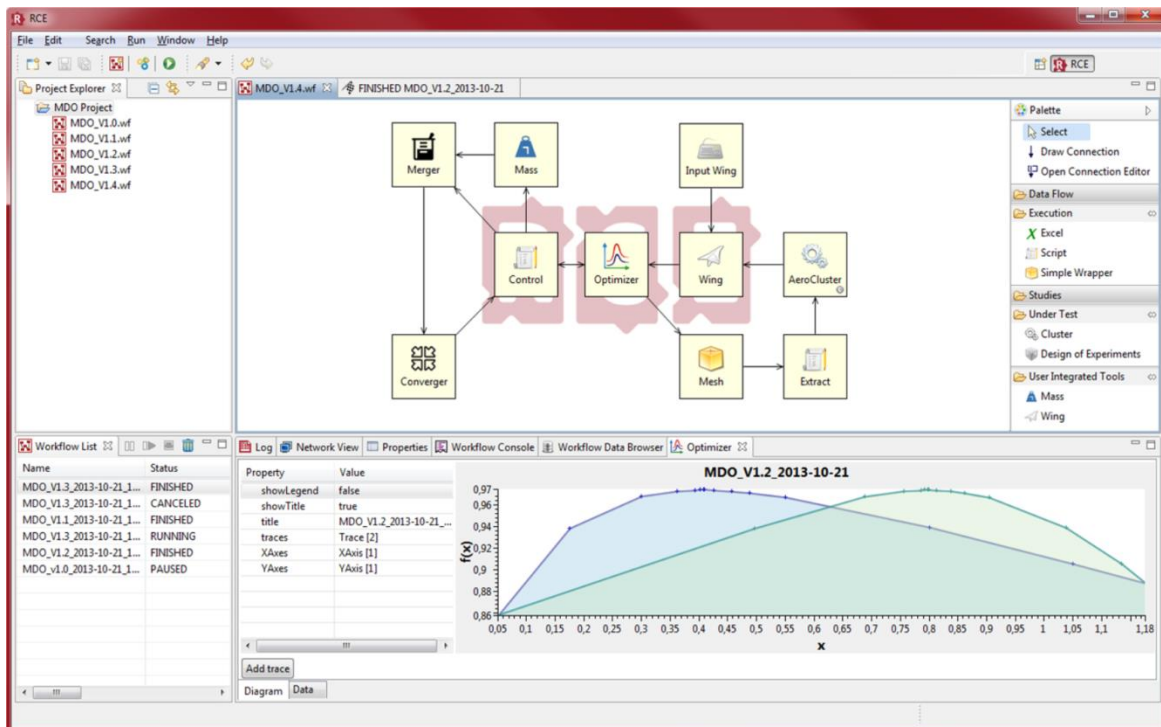 RCE
File Edit Search Run Window Help
RCE
Project Explorer
MDO Project
MDO_V1.0.wf
MDO_V1.1.wf
MDO_V1.2.wf
MDO_V1.3.wf
MDO_V1.4.wf
MDO_V1.4.wf FINISHED MDO_V1.2_2013-10-21
Merger Mass Input Wing
Control Optimizer Wing AeroCluster
Converger Mesh Extract
Palette
Select
Draw Connection
Open Connection Editor
Data Flow
Execution
Excel
Script
Simple Wrapper
Studies
Under Test
Cluster
Design of Experiments
User Integrated Tools
Mass
Wing
Workflow List
Name Status
MDO_V1.3_2013-10-21_1... FINISHED
MDO_V1.3_2013-10-21_1... CANCELED
MDO_V1.1_2013-10-21_1... FINISHED
MDO_V1.3_2013-10-21_1... RUNNING
MDO_V1.2_2013-10-21_1... FINISHED
MDO_v1.0_2013-10-21_1... PAUSED
Log Network View Properties Workflow Console Workflow Data Browser Optimizer
Property Value
showLegend false
showTitle true
title MDO_V1.2_2013-10-21_...
traces Trace [2]
XAxes XAxis [1]
YAxes YAxis [1]
Add trace
Diagram Data
MDO_V1.2_2013-10-21
f(x)
0,97
0,96
0,94
0,92
0,9
0,88
0,86
0,05 0,1 0,15 0,2 0,25 0,3 0,35 0,4 0,45 0,5 0,55 0,6 0,65 0,7 0,75 0,8 0,85 0,9 0,95 1 1,05 1,1 1,18
x